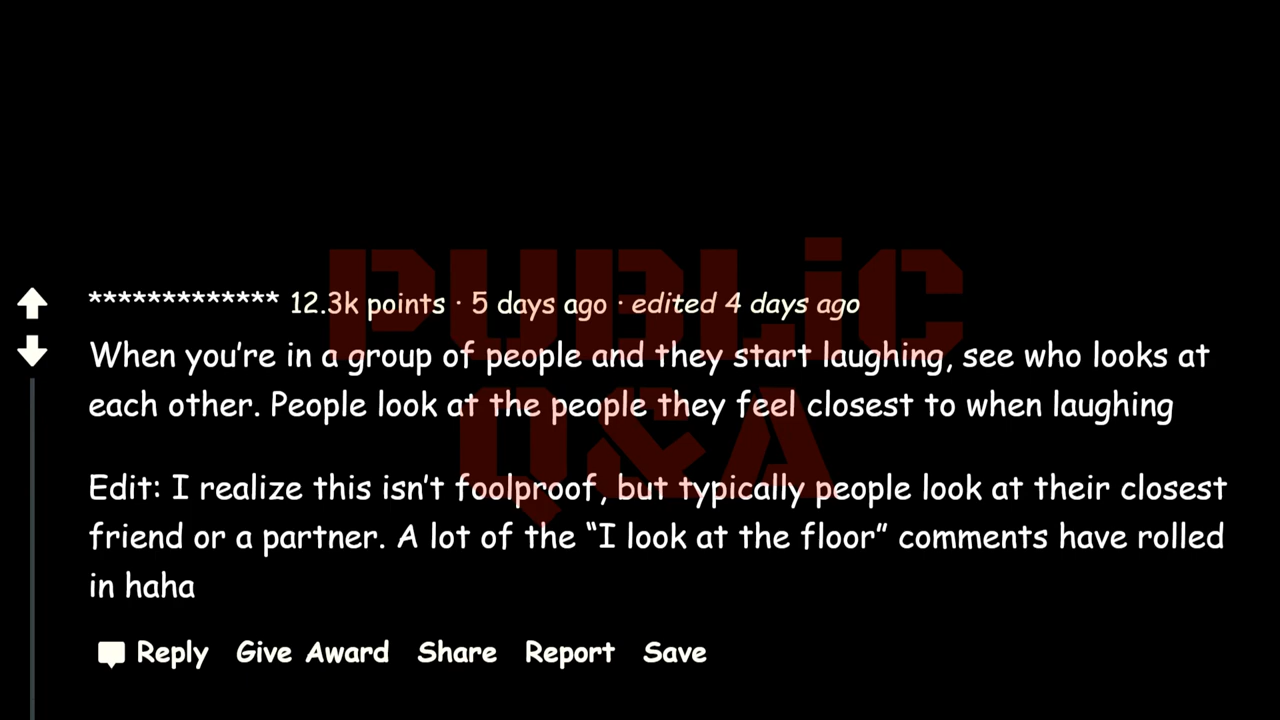 PUBLiC
Q&A
************* 12.3k points · 5 days ago · edited 4 days ago
When you're in a group of people and they start laughing, see who looks at
each other. People look at the people they feel closest to when laughing
Edit: I realize this isn't foolproof, but typically people look at their closest
friend or a partner. A lot of the “I look at the floor” comments have rolled
in haha
Reply Give Award Share Report Save